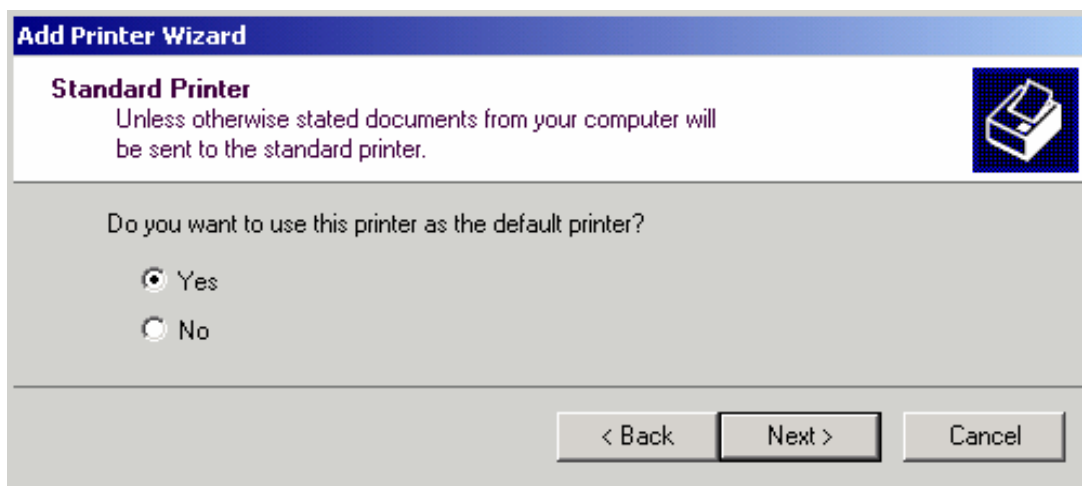 Add Printer Wizard
Standard Printer
Unless otherwise stated documents from your computer will
be sent to the standard printer.
Do you want to use this printer as the default printer?
Yes
No
< Back
Next >
Cancel